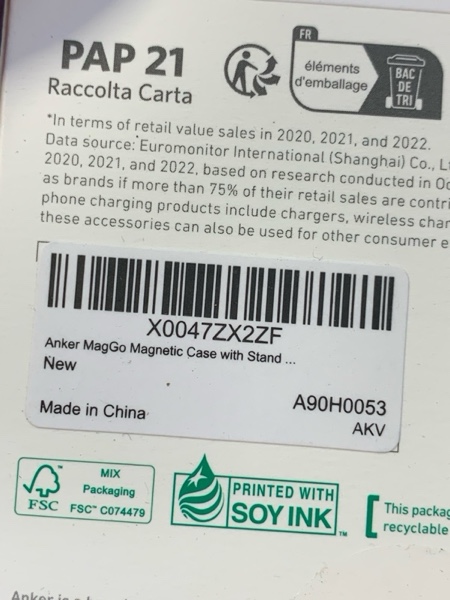 PAP 21
Raccolta Carta
FR
éléments
d'emballage
BAC
DE
TRI
*In terms of retail value sales in 2020, 2021, and 2022.
Data source: Euromonitor International (Shanghai) Co., L
2020, 2021, and 2022, based on research conducted in Oc
as brands if more than 75% of their retail sales are contri
phone charging products include chargers, wireless char
these accessories can also be used for other consumer e
X0047ZX2ZF
Anker MagGo Magnetic Case with Stand ...
New
A90H0053
Made in China
AKV
MIX
Packaging
FSC™ C074479
FSC™
PRINTED WITH
SOY INK™
This packag
recyclable